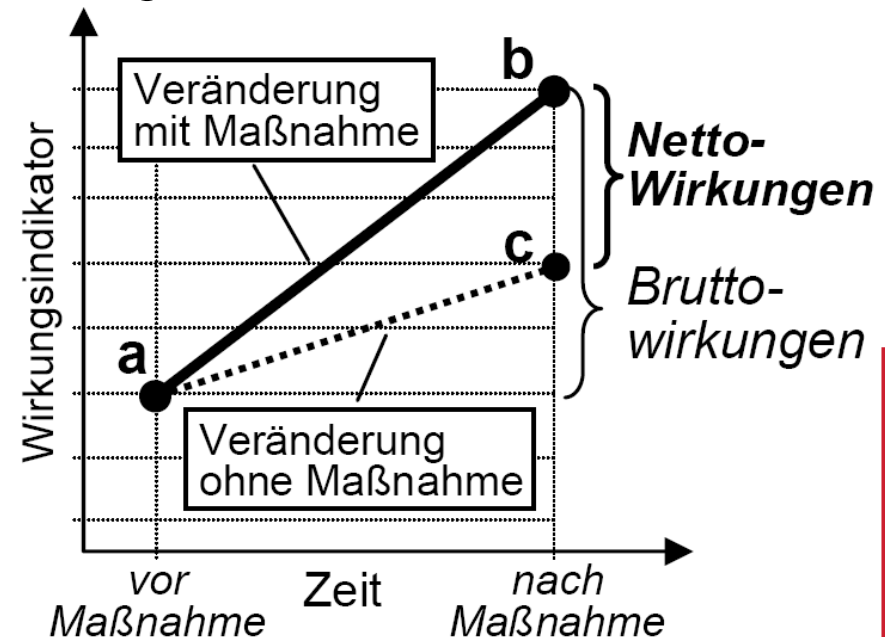 b
Veränderung
mit Maßnahme
Netto-
Wirkungen
Wirkungsindikator
c
Brutto-
wirkungen
a
Veränderung
ohne Maßnahme
vor
Maßnahme
Zeit
nach
Maßnahme